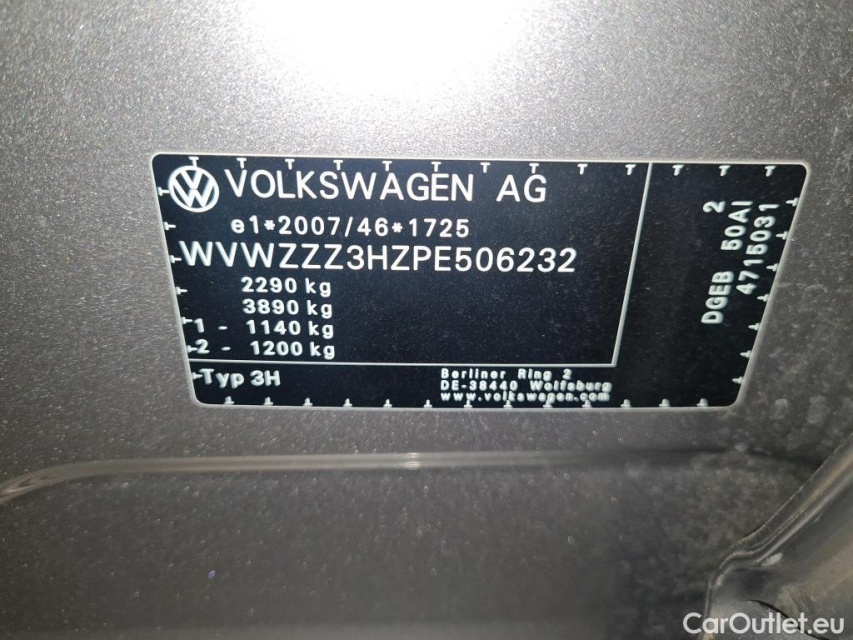 VOLKSWAGEN AG
e1*2007/46*1725
WVWZZZ3HZPE506232
2290 kg
3890 kg
1 - 1140 kg
2 - 1200 kg
Typ 3H
Berliner Ring 2
DE-38440 Wolfsburg
www.volkswagen.com
2
DGEB 50AI
4715031
CarOutlet.eu